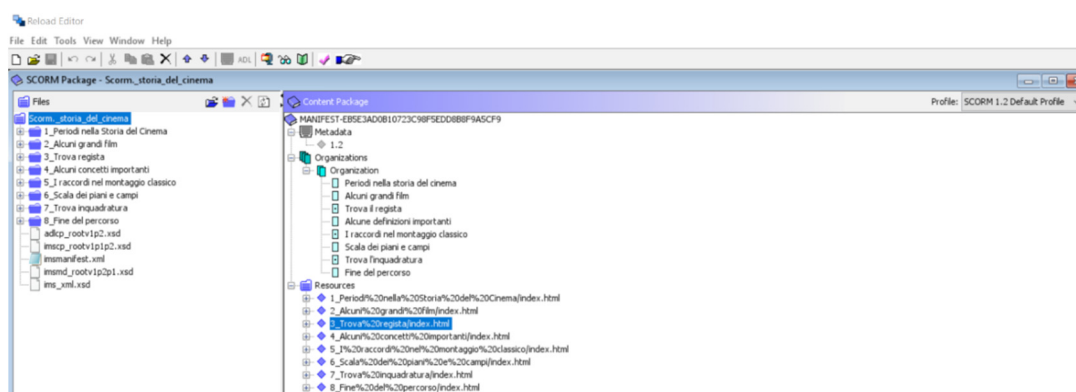 Reload Editor
File Edit Tools View Window Help
ADL
SCORM Package - Scorm._storia_del_cinema
Files
Scorm._storia_del_cinema
1_Periodi nella Storia del Cinema
2_Alcuni grandi film
3_Trova regista
4_Alcuni concetti importanti
5_I raccordi nel montaggio classico
6_Scala dei piani e campi
7_Trova inquadratura
8_Fine del percorso
adlcp_rootv1p2.xsd
imscp_rootv1p1p2.xsd
imsmanifest.xml
imsmd_rootv1p2p1.xsd
ims_xml.xsd
Content Package
Profile: SCORM 1.2 Default Profile
MANIFEST-EB5E3AD0B10723C98F5EDD8B8F9A5CF9
Metadata
1.2
Organizations
Organization
Periodi nella storia del cinema
Alcuni grandi film
Trova il regista
Alcune definizioni importanti
I raccordi nel montaggio classico
Scala dei piani e campi
Trova l'inquadratura
Fine del percorso
Resources
1_Periodi%20nella%20Storia%20del%20Cinema/index.html
2_Alcuni%20grandi%20film/index.html
3_Trova%20regista/index.html
4_Alcuni%20concetti%20importanti/index.html
5_I%20raccordi%20nel%20montaggio%20classico/index.html
6_Scala%20dei%20piani%20e%20campi/index.html
7_Trova%20inquadratura/index.html
8_Fine%20del%20percorso/index.html